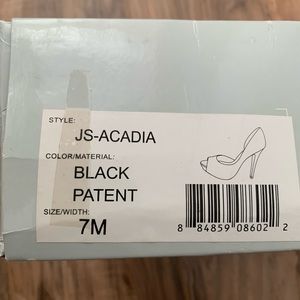 STYLE:
JS-ACADIA
COLOR/MATERIAL:
BLACK
PATENT
SIZE/WIDTH:
7M
8 84859 08602 2